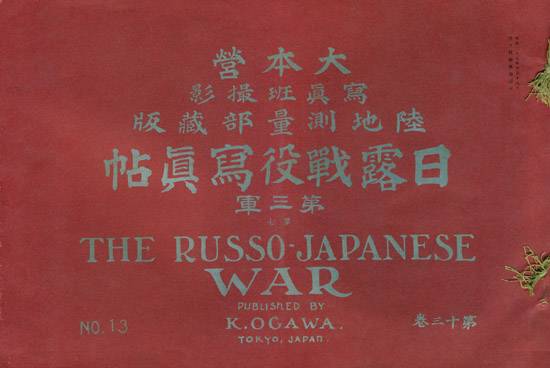 大本營
寫眞班撮影
陸地測量部藏版
日露戰役寫眞帖
第三軍
THE RUSSO-JAPANESE
WAR
PUBLISHED BY
K.OGAWA.
TOKYO, JAPAN.
NO.13
第十三卷